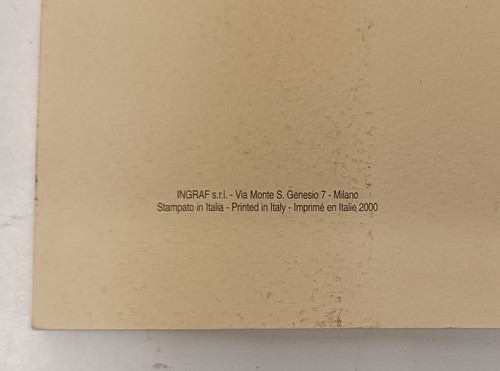 INGRAF s.r.l. - Via Monte S. Genesio 7 - Milano
Stampato in Italia - Printed in Italy - Imprimé en Italie 2000